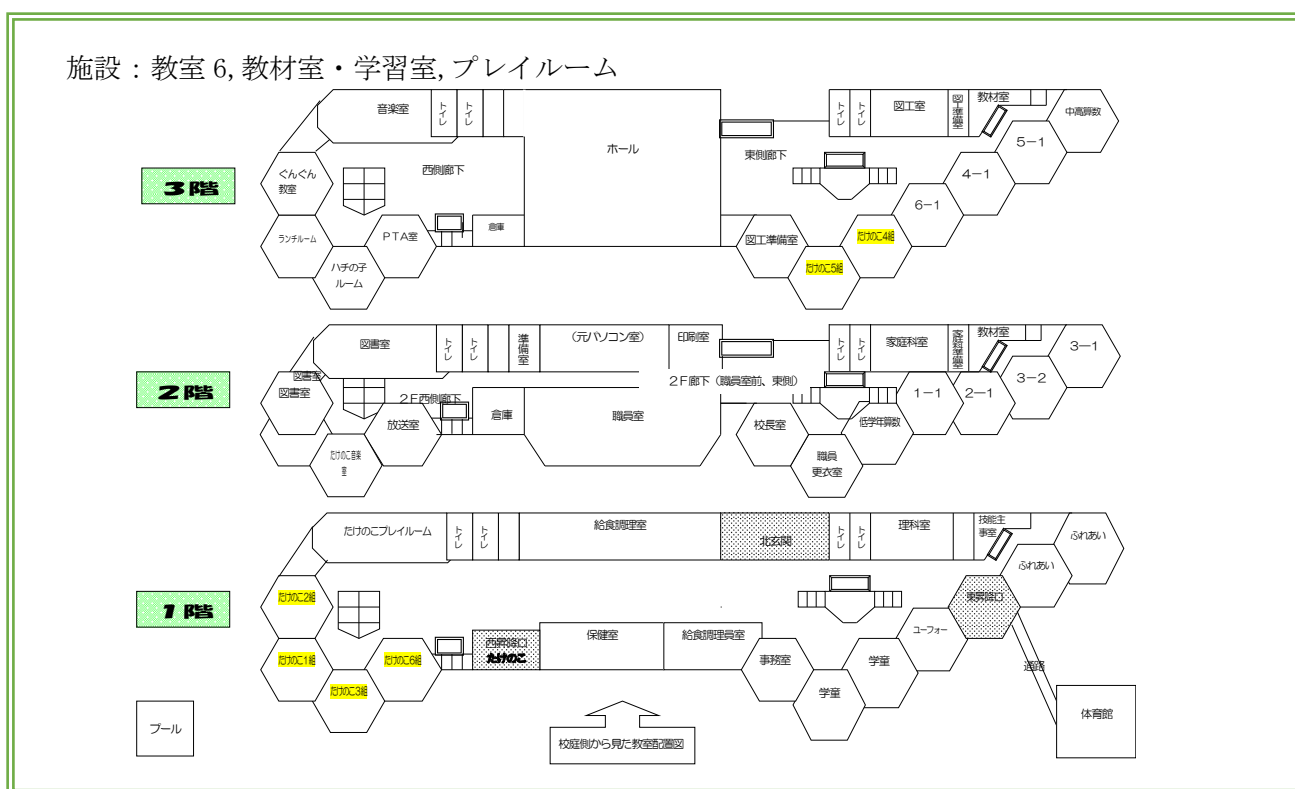 施設：教室 6, 教材室・学習室, プレイルーム
3階
音楽室
トイレ
トイレ
ホール
トイレ
トイレ
図工室
図工準備室
教材室
中高算数
5－1
4－1
6－1
たけのこ4組
たけのこ5組
図工準備室
東側廊下
西側廊下
ぐんぐん
教室
ランチルーム
ハチの子
ルーム
PTA室
倉庫
2階
図書室
トイレ
トイレ
準備室
(元パソコン室)
印刷室
トイレ
トイレ
家庭科室
家庭科準備室
教材室
3－1
3－2
2－1
1－1
低学年算数
職員
更衣室
校長室
2F廊下（職員室前、東側）
図書室
図書室
2F西側廊下
たけのこ音楽
室
放送室
倉庫
職員室
1階
たけのこプレイルーム
トイレ
トイレ
給食調理室
北玄関
トイレ
トイレ
理科室
技能主
事室
ふれあい
ふれあい
東昇降口
ユーフォー
学童
学童
事務室
たけのこ2組
たけのこ1組
たけのこ3組
たけのこ6組
西昇降口
たけのこ
保健室
給食調理員室
通路
体育館
プール
校庭側から見た教室配置図